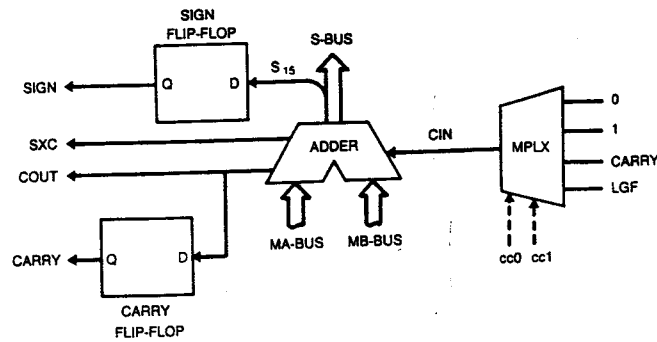 SIGN
FLIP-FLOP
S-BUS
Q
D
S 15
SIGN
CIN
0
1
CARRY
LGF
MPLX
SXC
ADDER
COUT
MA-BUS
MB-BUS
cc0
cc1
CARRY
Q
D
CARRY
FLIP-FLOP